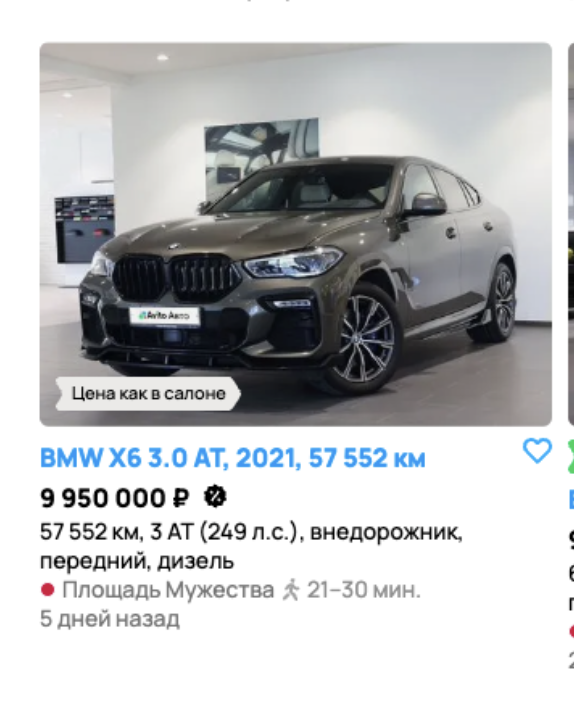 Avito Авто
Цена как в салоне
BMW X6 3.0 AT, 2021, 57 552 км
9 950 000 ₽
57 552 км, 3 AT (249 л.с.), внедорожник,
передний, дизель
Площадь Мужества 21–30 мин.
5 дней назад